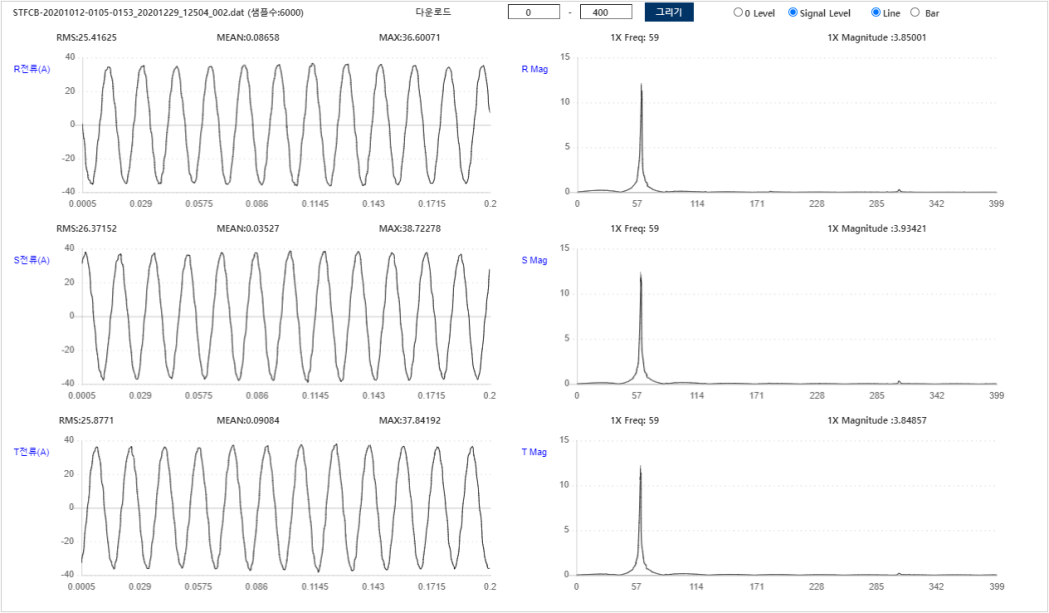 STFCB-20201012-0105-0153_20201229_12504_002.dat (샘플수:6000) 다운로드 0 - 400 그리기 0 Level Signal Level Line Bar
RMS:25.41625 MEAN:0.08658 MAX:36.60071 1X Freq: 59 1X Magnitude :3.85001
R전류(A)
40
20
0
-20
-40
0.0005 0.029 0.0575 0.086 0.1145 0.143 0.1715 0.2
R Mag
15
10
5
0
0 57 114 171 228 285 342 399
RMS:26.37152 MEAN:0.03527 MAX:38.72278 1X Freq: 59 1X Magnitude :3.93421
S전류(A)
40
20
0
-20
-40
0.0005 0.029 0.0575 0.086 0.1145 0.143 0.1715 0.2
S Mag
15
10
5
0
0 57 114 171 228 285 342 399
RMS:25.8771 MEAN:0.09084 MAX:37.84192 1X Freq: 59 1X Magnitude :3.84857
T전류(A)
40
20
0
-20
-40
0.0005 0.029 0.0575 0.086 0.1145 0.143 0.1715 0.2
T Mag
15
10
5
0
0 57 114 171 228 285 342 399